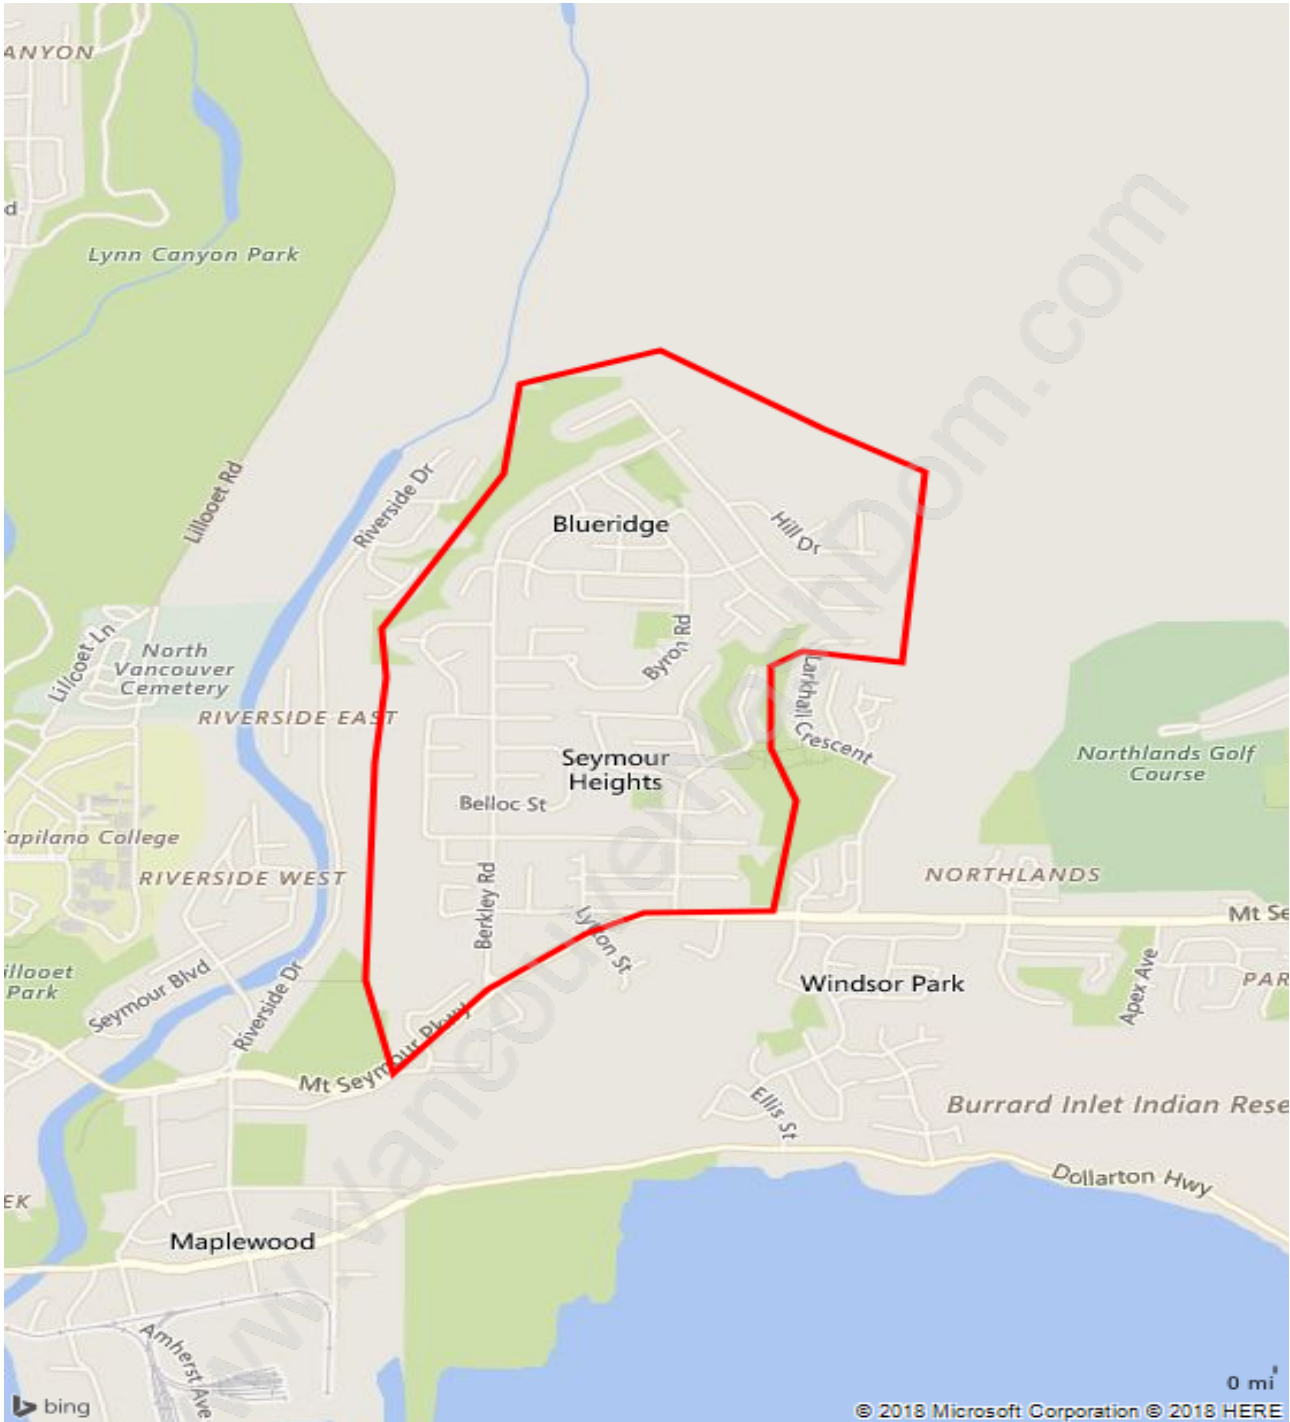 ANYON
d
Lynn Canyon Park
Lillooet Rd
Riverside Dr
Blueridge
Hill Dr
Lillcoet Ln
North
Vancouver
Cemetery
Byron Rd
RIVERSIDE EAST
Larkhall Crescent
Seymour
Heights
Northlands Golf
Course
Belloc St
Capilano College
RIVERSIDE WEST
Berkley Rd
NORTHLANDS
Mt Se
Lytton St
illooet
Park
Seymour Blvd
Riverside Dr
Windsor Park
Apex Ave
PAR
Mt Seymour Pkwy
Ellis St
Burrard Inlet Indian Rese
Dollarton Hwy
EK
Maplewood
Amherst Ave
0 mi
bing
© 2018 Microsoft Corporation © 2018 HERE